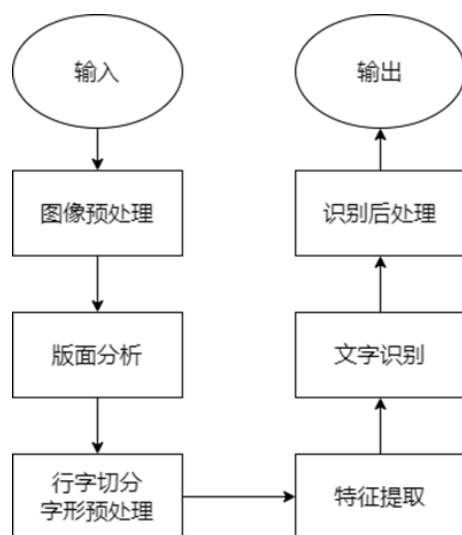 输入
图像预处理
版面分析
行字切分
字形预处理
特征提取
文字识别
识别后处理
输出